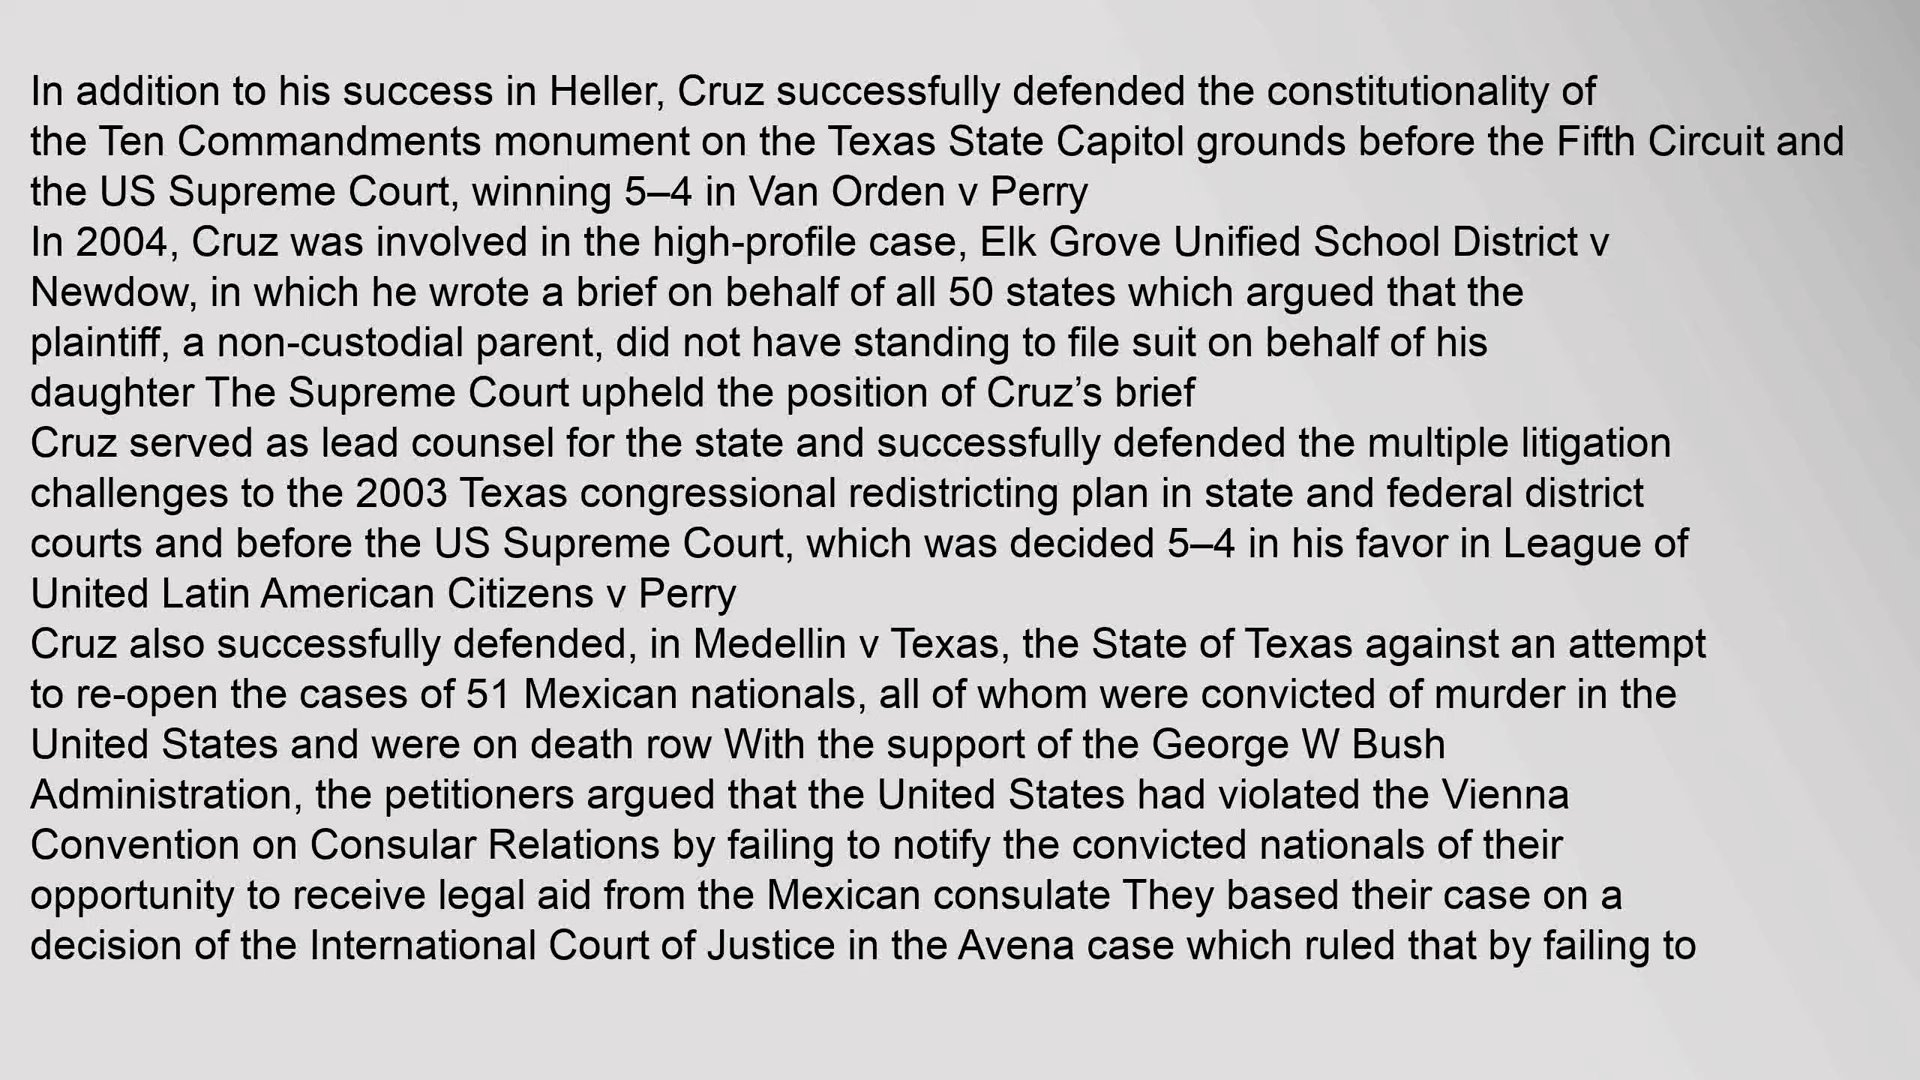 In addition to his success in Heller, Cruz successfully defended the constitutionality of
the Ten Commandments monument on the Texas State Capitol grounds before the Fifth Circuit and
the US Supreme Court, winning 5–4 in Van Orden v Perry
In 2004, Cruz was involved in the high-profile case, Elk Grove Unified School District v
Newdow, in which he wrote a brief on behalf of all 50 states which argued that the
plaintiff, a non-custodial parent, did not have standing to file suit on behalf of his
daughter The Supreme Court upheld the position of Cruz’s brief
Cruz served as lead counsel for the state and successfully defended the multiple litigation
challenges to the 2003 Texas congressional redistricting plan in state and federal district
courts and before the US Supreme Court, which was decided 5–4 in his favor in League of
United Latin American Citizens v Perry
Cruz also successfully defended, in Medellin v Texas, the State of Texas against an attempt
to re-open the cases of 51 Mexican nationals, all of whom were convicted of murder in the
United States and were on death row With the support of the George W Bush
Administration, the petitioners argued that the United States had violated the Vienna
Convention on Consular Relations by failing to notify the convicted nationals of their
opportunity to receive legal aid from the Mexican consulate They based their case on a
decision of the International Court of Justice in the Avena case which ruled that by failing to